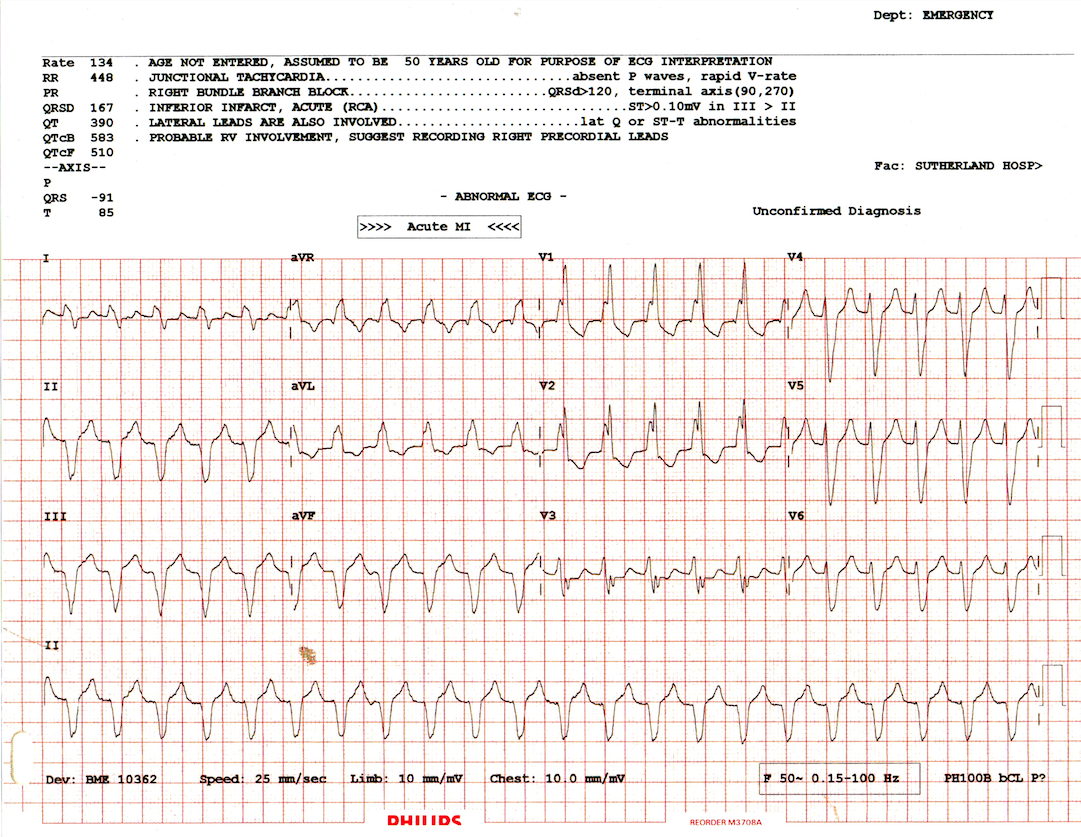 Dept: EMERGENCY
Rate 134 . AGE NOT ENTERED, ASSUMED TO BE 50 YEARS OLD FOR PURPOSE OF ECG INTERPRETATION
RR 448 . JUNCTIONAL TACHYCARDIA..............................absent P waves, rapid V-rate
PR . RIGHT BUNDLE BRANCH BLOCK........................QRSd>120, terminal axis(90,270)
QRSD 167 . INFERIOR INFARCT, ACUTE (RCA)..............................ST>0.10mV in III > II
QT 390 . LATERAL LEADS ARE ALSO INVOLVED......................lat Q or ST-T abnormalities
QTcB 583 . PROBABLE RV INVOLVEMENT, SUGGEST RECORDING RIGHT PRECORDIAL LEADS
QTcF 510
--AXIS--
Fac: SUTHERLAND HOSP>
P
QRS -91
- ABNORMAL ECG -
T 85
Unconfirmed Diagnosis
>>>> Acute MI <<<<
I aVR V1 V4
II aVL V2 V5
III aVF V3 V6
II
Dev: BME 10362 Speed: 25 mm/sec Limb: 10 mm/mV Chest: 10.0 mm/mV F 50~ 0.15-100 Hz PH100B bCL P?
PHILIPS
REORDER M3708A